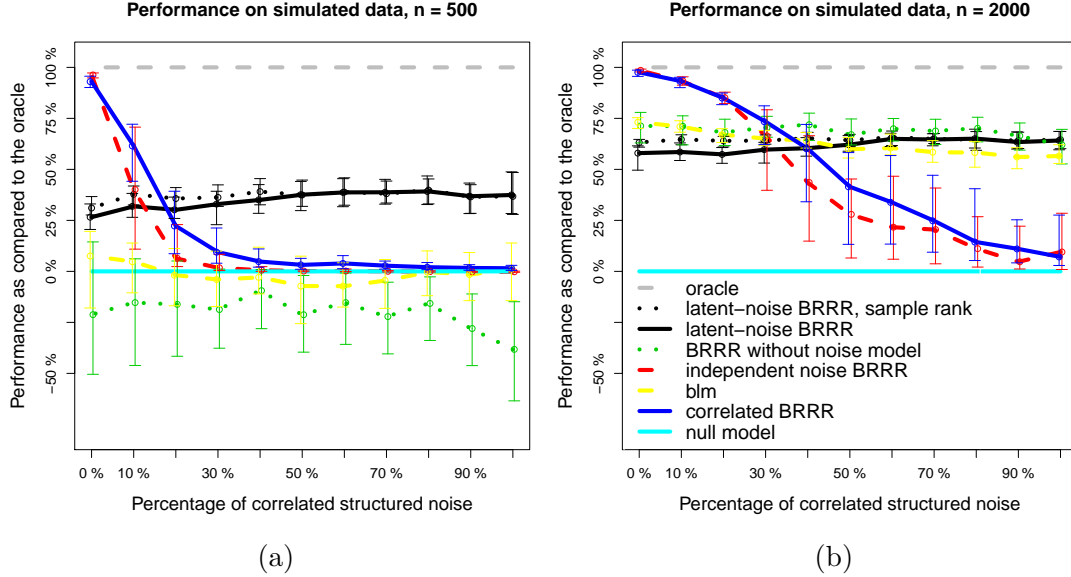 Performance on simulated data, n = 500
Performance as compared to the oracle
100 %
75 %
50 %
25 %
0 %
−50 %
0 %
10 %
30 %
50 %
70 %
90 %
Percentage of correlated structured noise
(a)
Performance on simulated data, n = 2000
Performance as compared to the oracle
100 %
75 %
50 %
25 %
0 %
−50 %
oracle
latent−noise BRRR, sample rank
latent−noise BRRR
BRRR without noise model
independent noise BRRR
blm
correlated BRRR
null model
0 %
10 %
30 %
50 %
70 %
90 %
Percentage of correlated structured noise
(b)